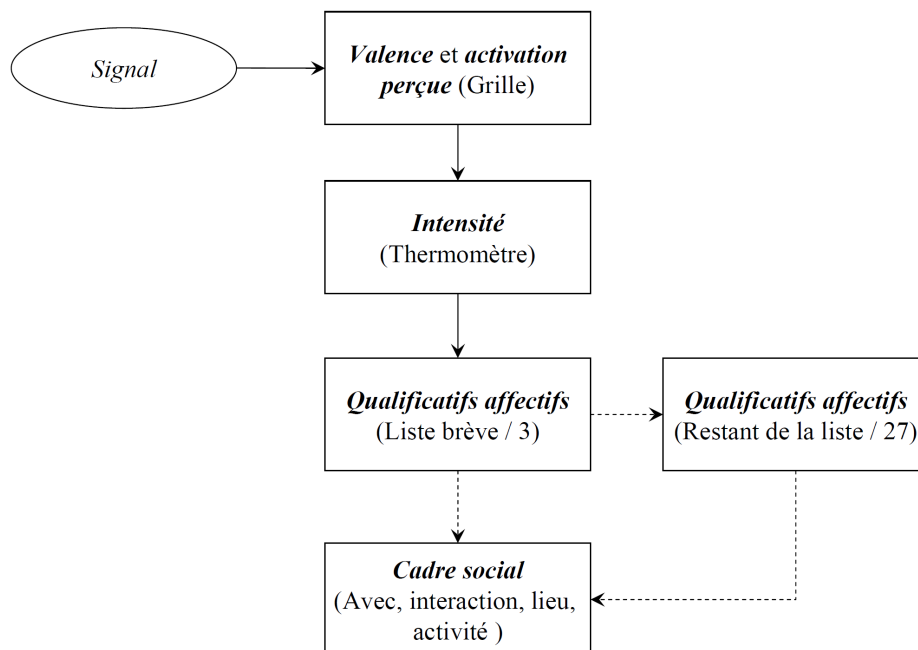 Signal
Valence et activation
perçue (Grille)
Intensité
(Thermomètre)
Qualificatifs affectifs
(Liste brève / 3)
Qualificatifs affectifs
(Restant de la liste / 27)
Cadre social
(Avec, interaction, lieu,
activité )